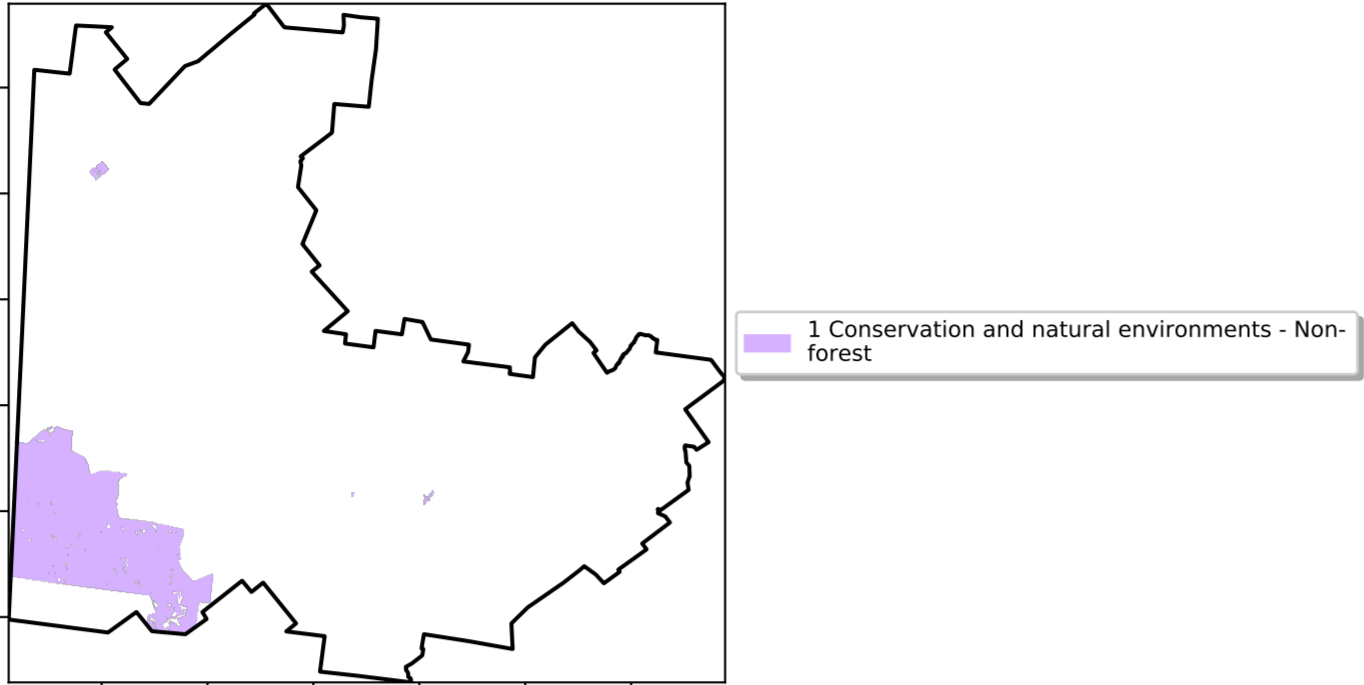 1 Conservation and natural environments - Non-
forest